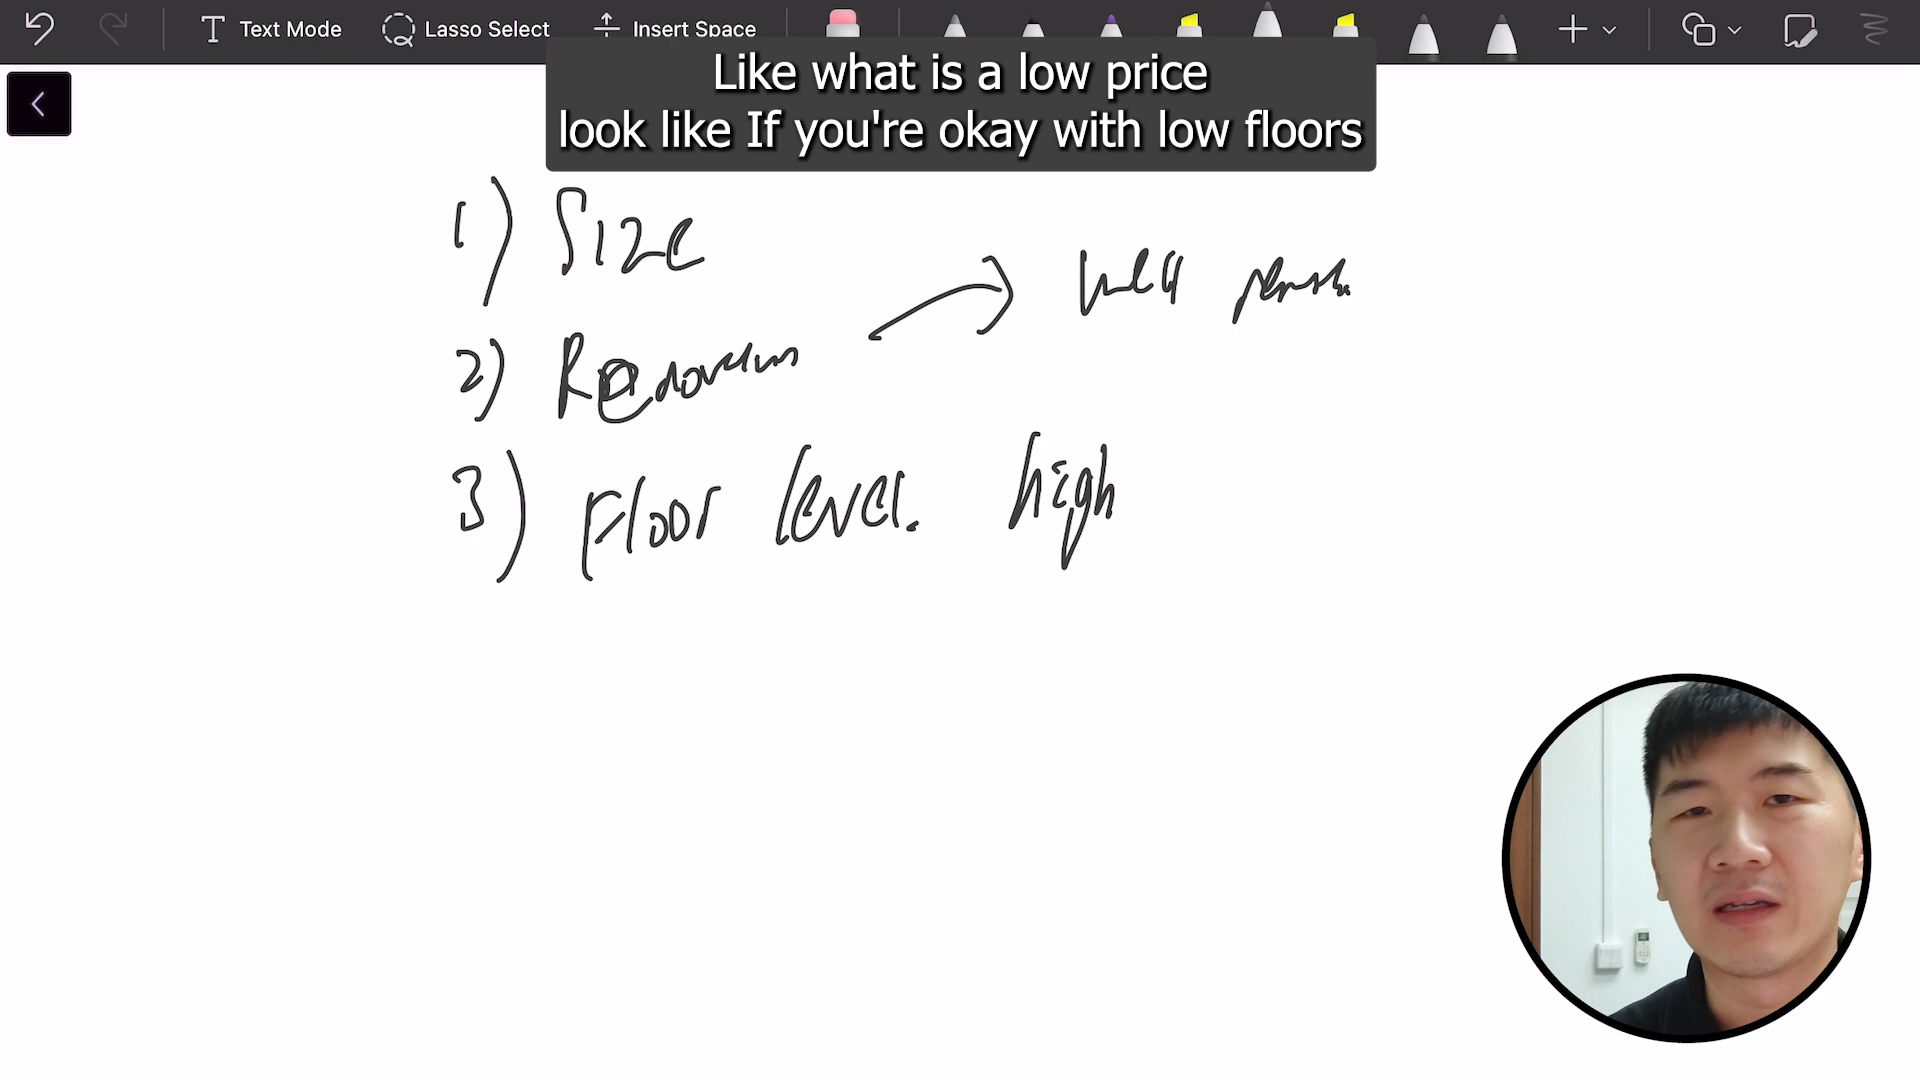 Text Mode Lasso Select Insert Space
Like what is a low price
look like If you're okay with low floors
1) Size
2) Renovation
3) Floor level. high